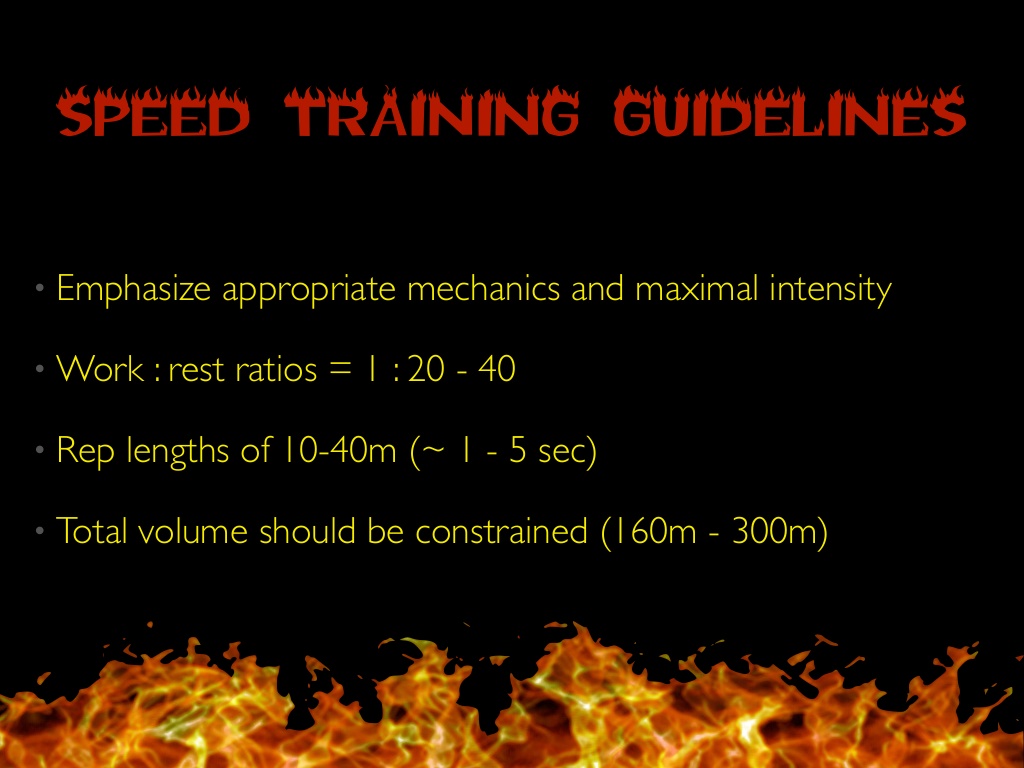 SPEED TRAINING GUIDELINES
• Emphasize appropriate mechanics and maximal intensity
• Work : rest ratios = 1 : 20 - 40
• Rep lengths of 10-40m (~ 1 - 5 sec)
• Total volume should be constrained (160m - 300m)